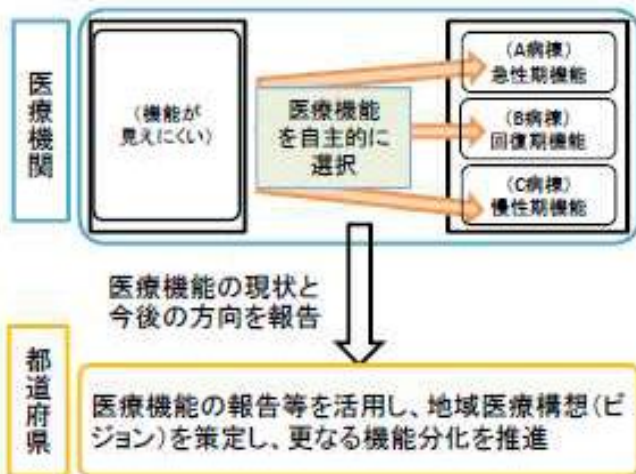 医療機関
(機能が
見えにくい)
医療機能
を自主的に
選択
(A病棟)
急性期機能
(B病棟)
回復期機能
(C病棟)
慢性期機能
医療機能の現状と
今後の方向を報告
都道府県
医療機能の報告等を活用し、地域医療構想(ビ
ジョン)を策定し、更なる機能分化を推進